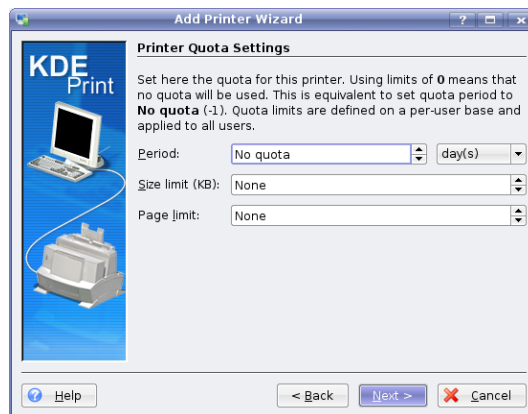 Add Printer Wizard
KDE
Print
Printer Quota Settings
Set here the quota for this printer. Using limits of 0 means that
no quota will be used. This is equivalent to set quota period to
No quota (-1). Quota limits are defined on a per-user base and
applied to all users.
Period: No quota day(s)
Size limit (KB): None
Page limit: None
Help < Back Next > Cancel